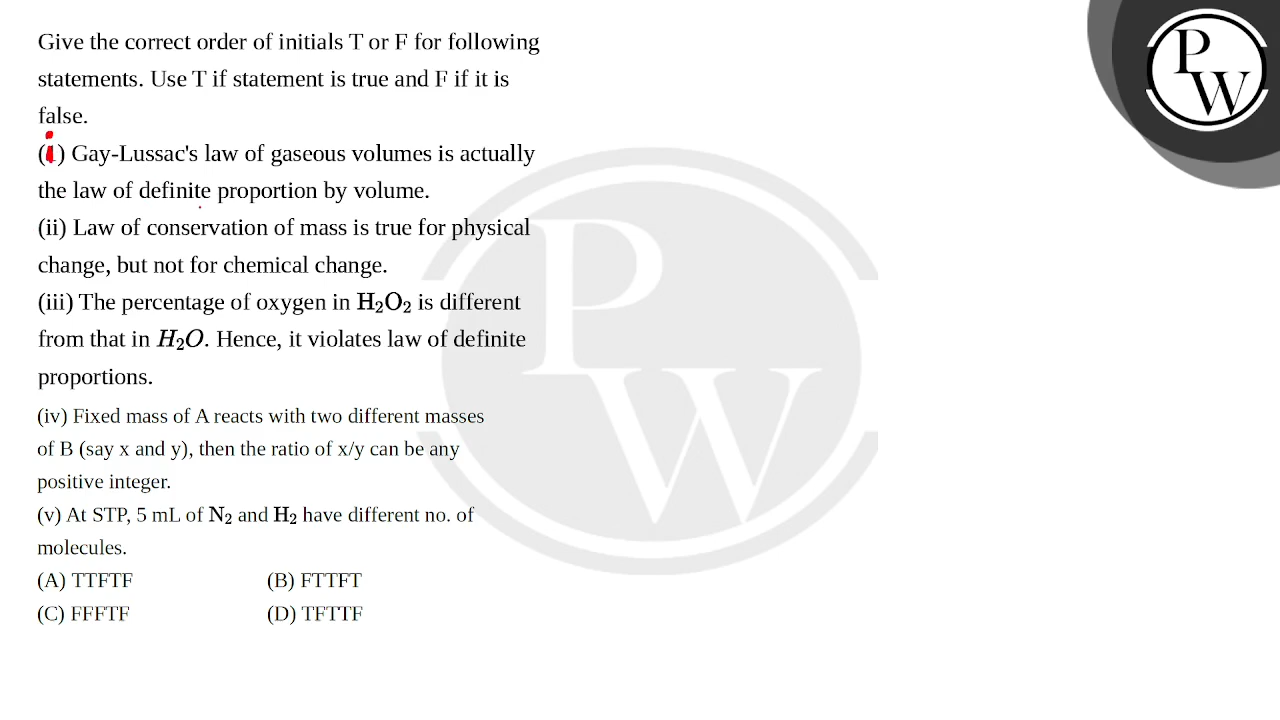 Give the correct order of initials T or F for following
statements. Use T if statement is true and F if it is
false.
(i) Gay-Lussac's law of gaseous volumes is actually
the law of definite proportion by volume.
(ii) Law of conservation of mass is true for physical
change, but not for chemical change.
(iii) The percentage of oxygen in H₂O₂ is different
from that in H₂O. Hence, it violates law of definite
proportions.
(iv) Fixed mass of A reacts with two different masses
of B (say x and y), then the ratio of x/y can be any
positive integer.
(v) At STP, 5 mL of N₂ and H₂ have different no. of
molecules.
(A) TTFTF (B) FTTFT
(C) FFFTF (D) TFTTF
PW
PW